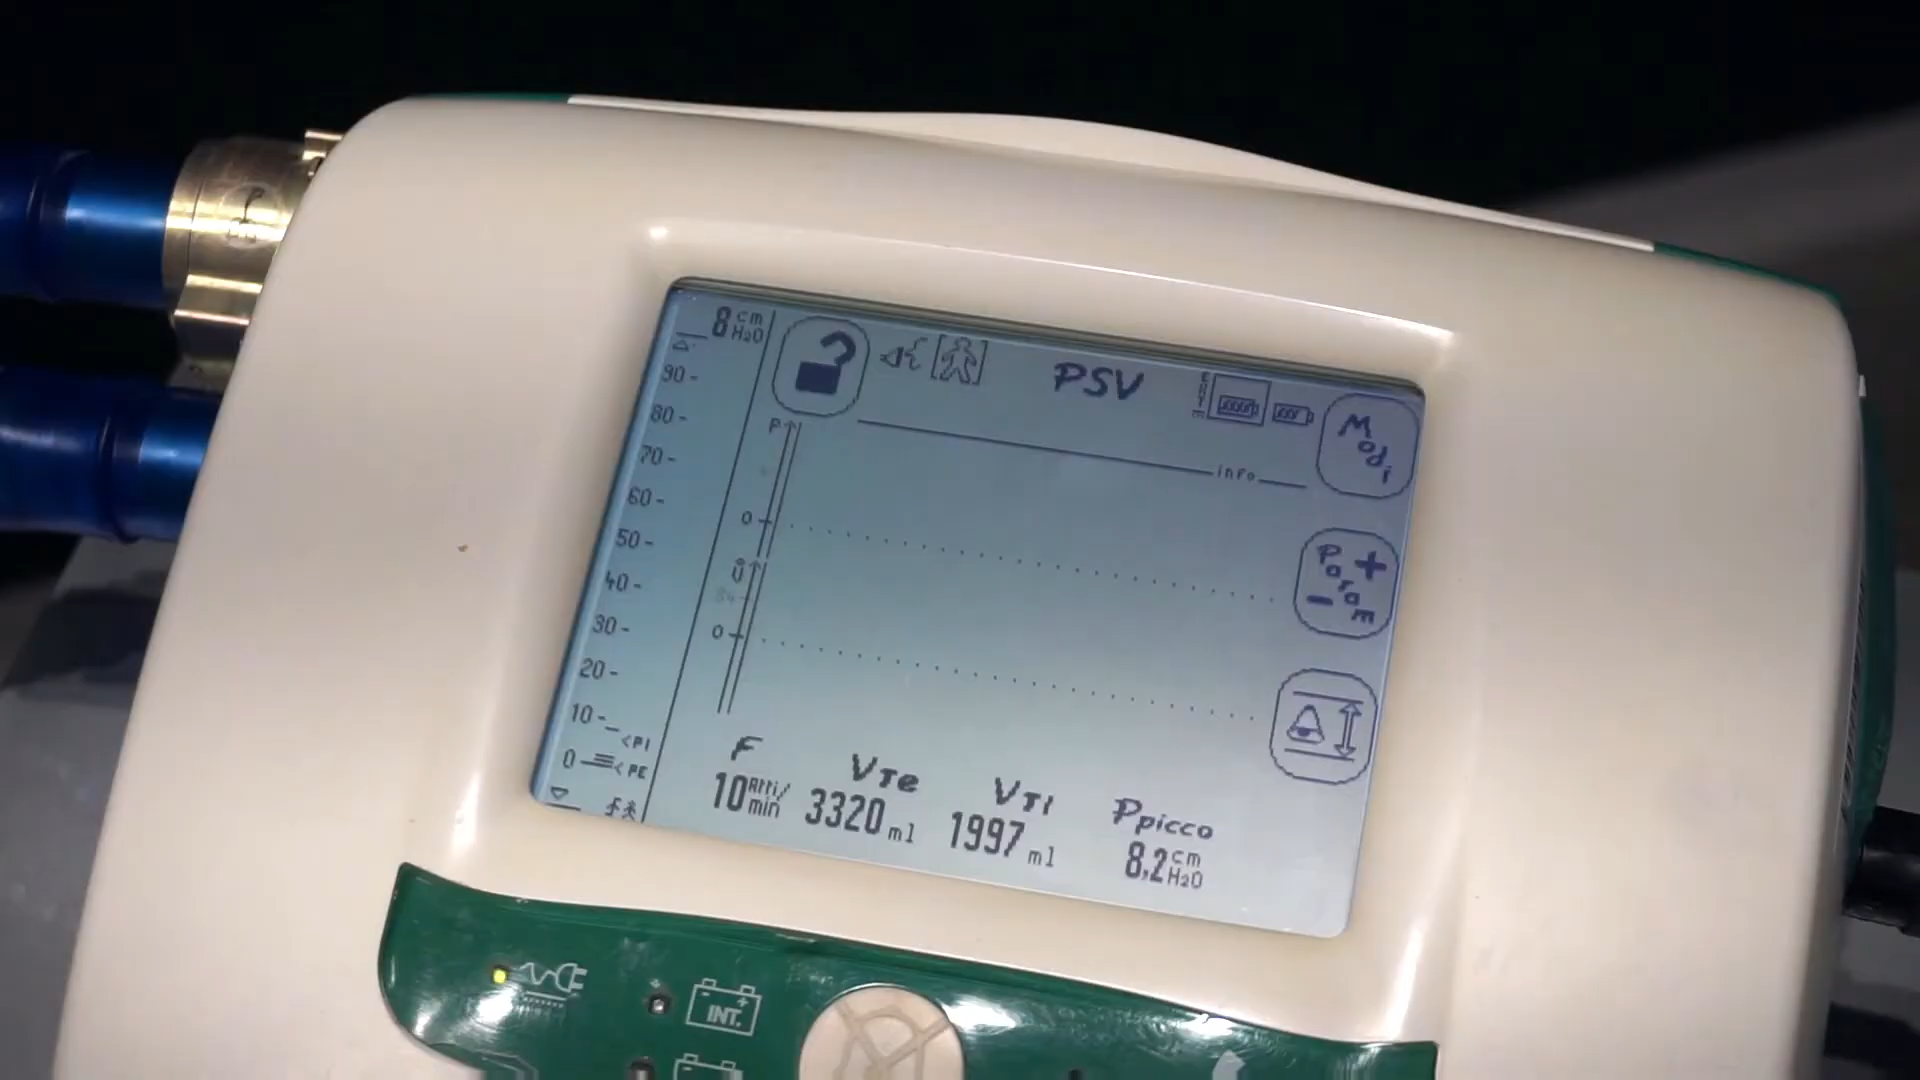 8 cm H2O
PSV
Modi
90
80
70
60
50
40
30
20
10
0
<PI
<PE
P
0
info
Param
+
-
0
F
10 Atti/min
VTe
3320 ml
VTI
1997 ml
Ppicco
8,2 cm H2O
INT.